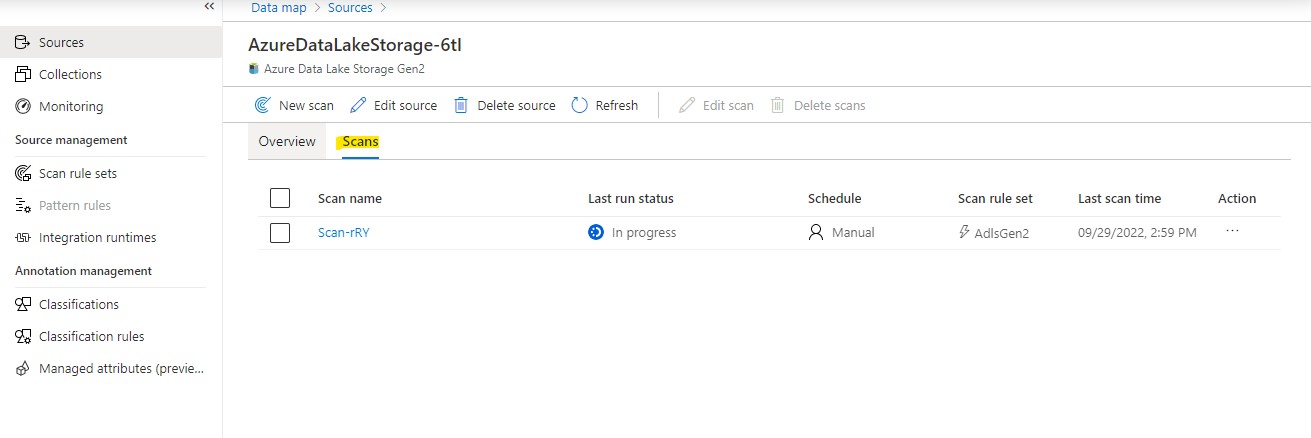 «
Data map > Sources >
Sources
Collections
Monitoring
Source management
Scan rule sets
Pattern rules
Integration runtimes
Annotation management
Classifications
Classification rules
Managed attributes (previe...
AzureDataLakeStorage-6tl
Azure Data Lake Storage Gen2
New scan Edit source Delete source Refresh Edit scan Delete scans
Overview Scans
Scan name Last run status Schedule Scan rule set Last scan time Action
Scan-rRY In progress Manual AdlsGen2 09/29/2022, 2:59 PM ...